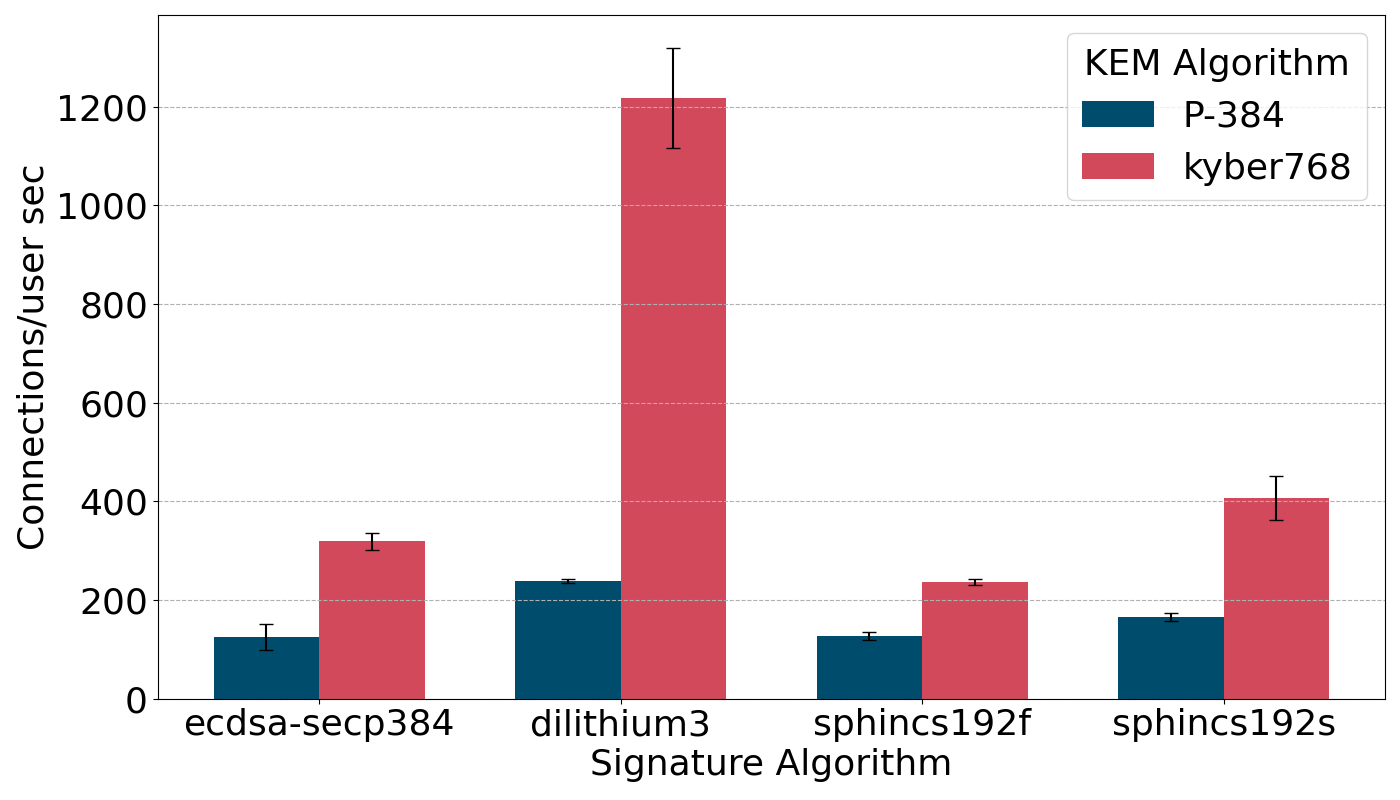 Connections/user sec
1200
1000
800
600
400
200
0
KEM Algorithm
P-384
kyber768
ecdsa-secp384
dilithium3
sphincs192f
sphincs192s
Signature Algorithm